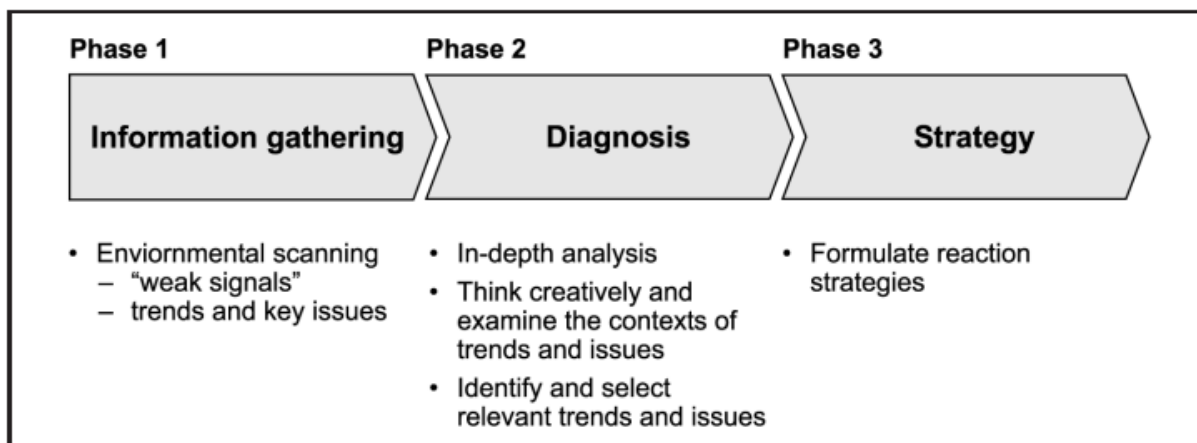 Phase 1
Information gathering
• Enviornmental scanning
– “weak signals”
– trends and key issues
Phase 2
Diagnosis
• In-depth analysis
• Think creatively and
examine the contexts of
trends and issues
• Identify and select
relevant trends and issues
Phase 3
Strategy
• Formulate reaction
strategies